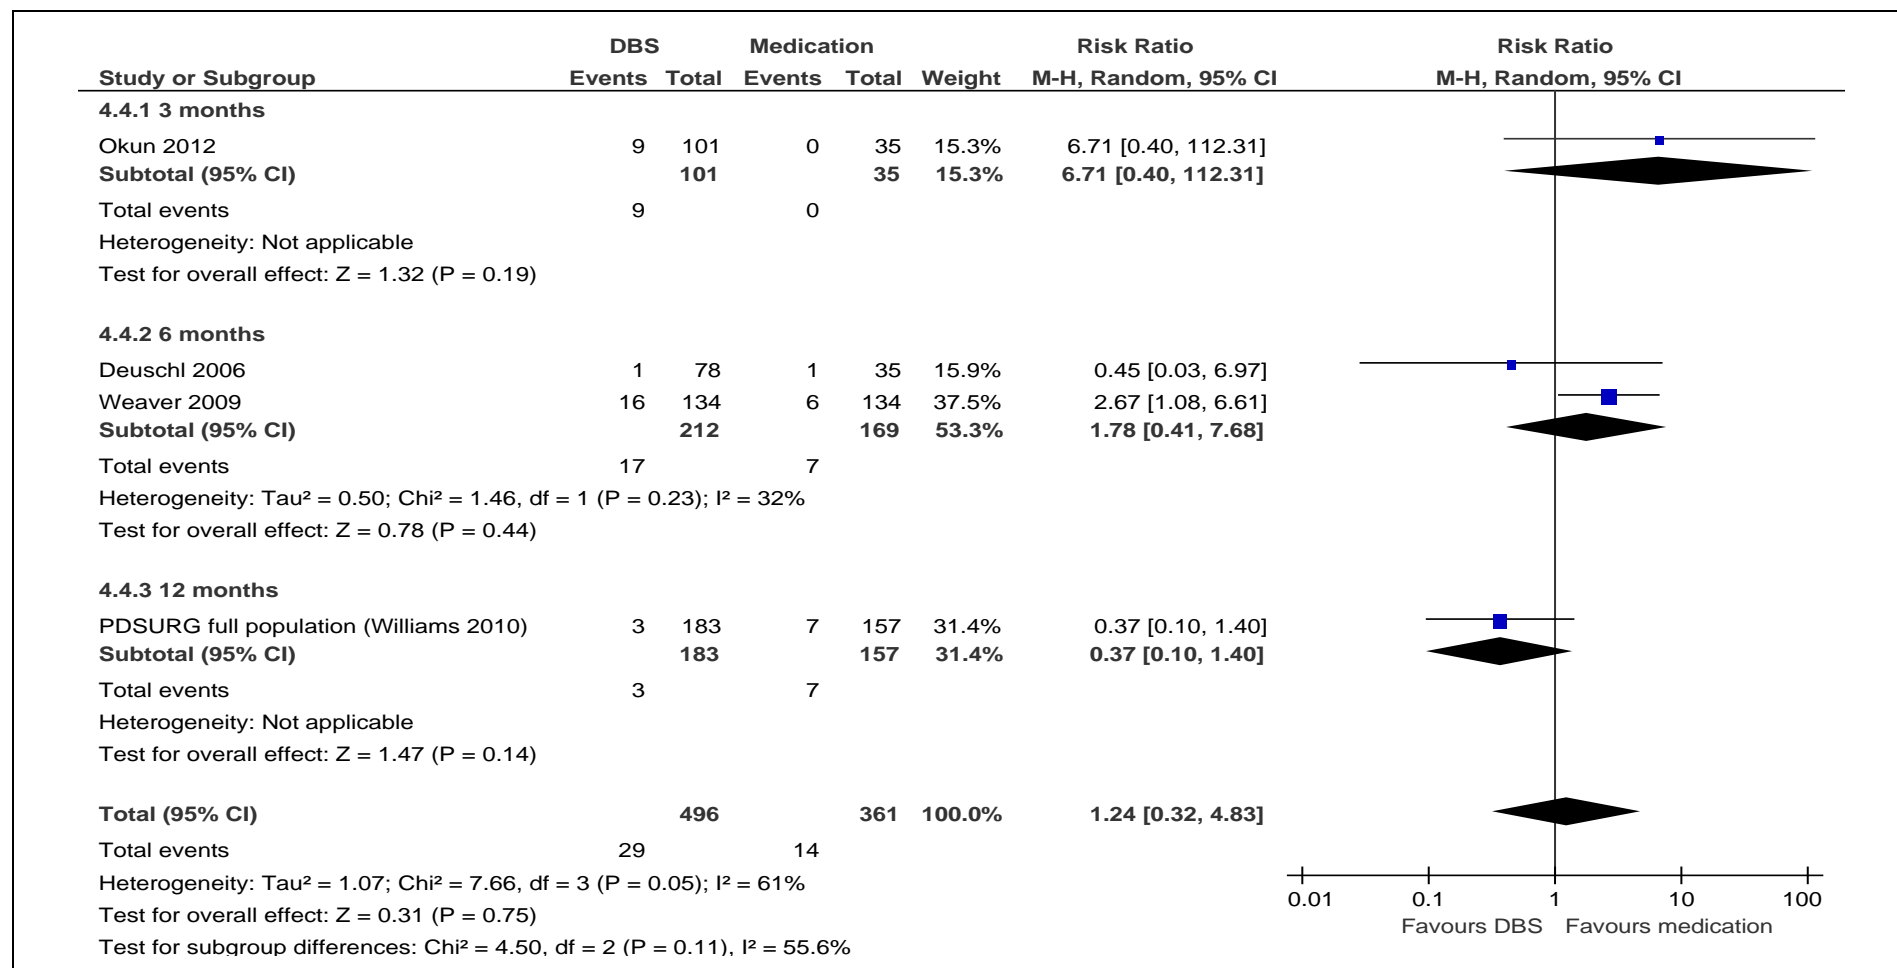 DBS Medication Risk Ratio Risk Ratio
Study or Subgroup Events Total Events Total Weight M-H, Random, 95% CI M-H, Random, 95% CI
4.4.1 3 months
Okun 2012 9 101 0 35 15.3% 6.71 [0.40, 112.31]
Subtotal (95% CI) 101 35 15.3% 6.71 [0.40, 112.31]
Total events 9 0
Heterogeneity: Not applicable
Test for overall effect: Z = 1.32 (P = 0.19)
4.4.2 6 months
Deuschl 2006 1 78 1 35 15.9% 0.45 [0.03, 6.97]
Weaver 2009 16 134 6 134 37.5% 2.67 [1.08, 6.61]
Subtotal (95% CI) 212 169 53.3% 1.78 [0.41, 7.68]
Total events 17 7
Heterogeneity: Tau² = 0.50; Chi² = 1.46, df = 1 (P = 0.23); I² = 32%
Test for overall effect: Z = 0.78 (P = 0.44)
4.4.3 12 months
PDSURG full population (Williams 2010) 3 183 7 157 31.4% 0.37 [0.10, 1.40]
Subtotal (95% CI) 183 157 31.4% 0.37 [0.10, 1.40]
Total events 3 7
Heterogeneity: Not applicable
Test for overall effect: Z = 1.47 (P = 0.14)
Total (95% CI) 496 361 100.0% 1.24 [0.32, 4.83]
Total events 29 14
Heterogeneity: Tau² = 1.07; Chi² = 7.66, df = 3 (P = 0.05); I² = 61%
Test for overall effect: Z = 0.31 (P = 0.75)
Test for subgroup differences: Chi² = 4.50, df = 2 (P = 0.11), I² = 55.6%
0.01 0.1 1 10 100
Favours DBS Favours medication